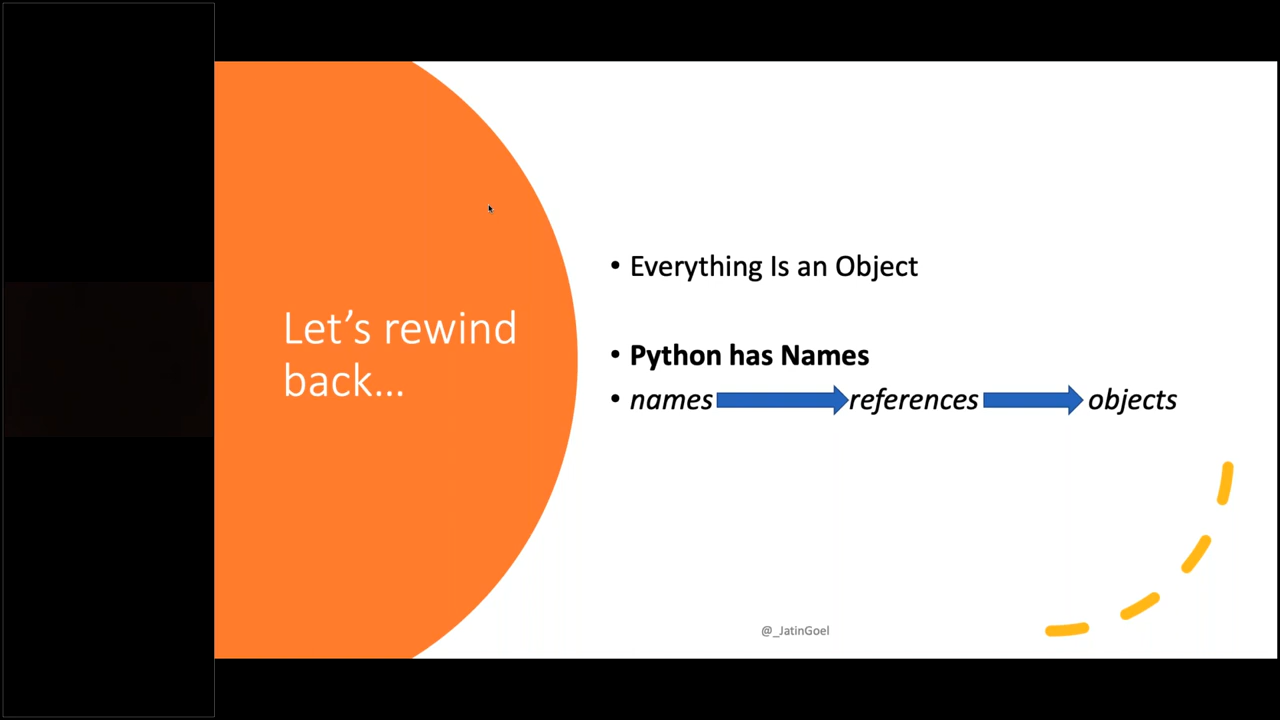 Let’s rewind
back...
• Everything Is an Object
• Python has Names
• names references objects
@_JatinGoel